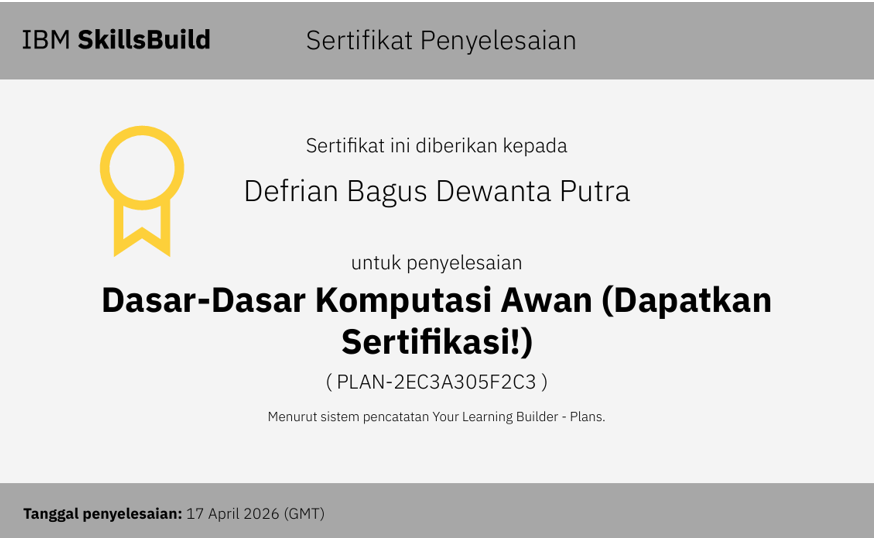 IBM SkillsBuild
Sertifikat Penyelesaian
Sertifikat ini diberikan kepada
Defrian Bagus Dewanta Putra
untuk penyelesaian
Dasar-Dasar Komputasi Awan (Dapatkan
Sertifikasi!)
( PLAN-2EC3A305F2C3 )
Menurut sistem pencatatan Your Learning Builder - Plans.
Tanggal penyelesaian: 17 April 2026 (GMT)